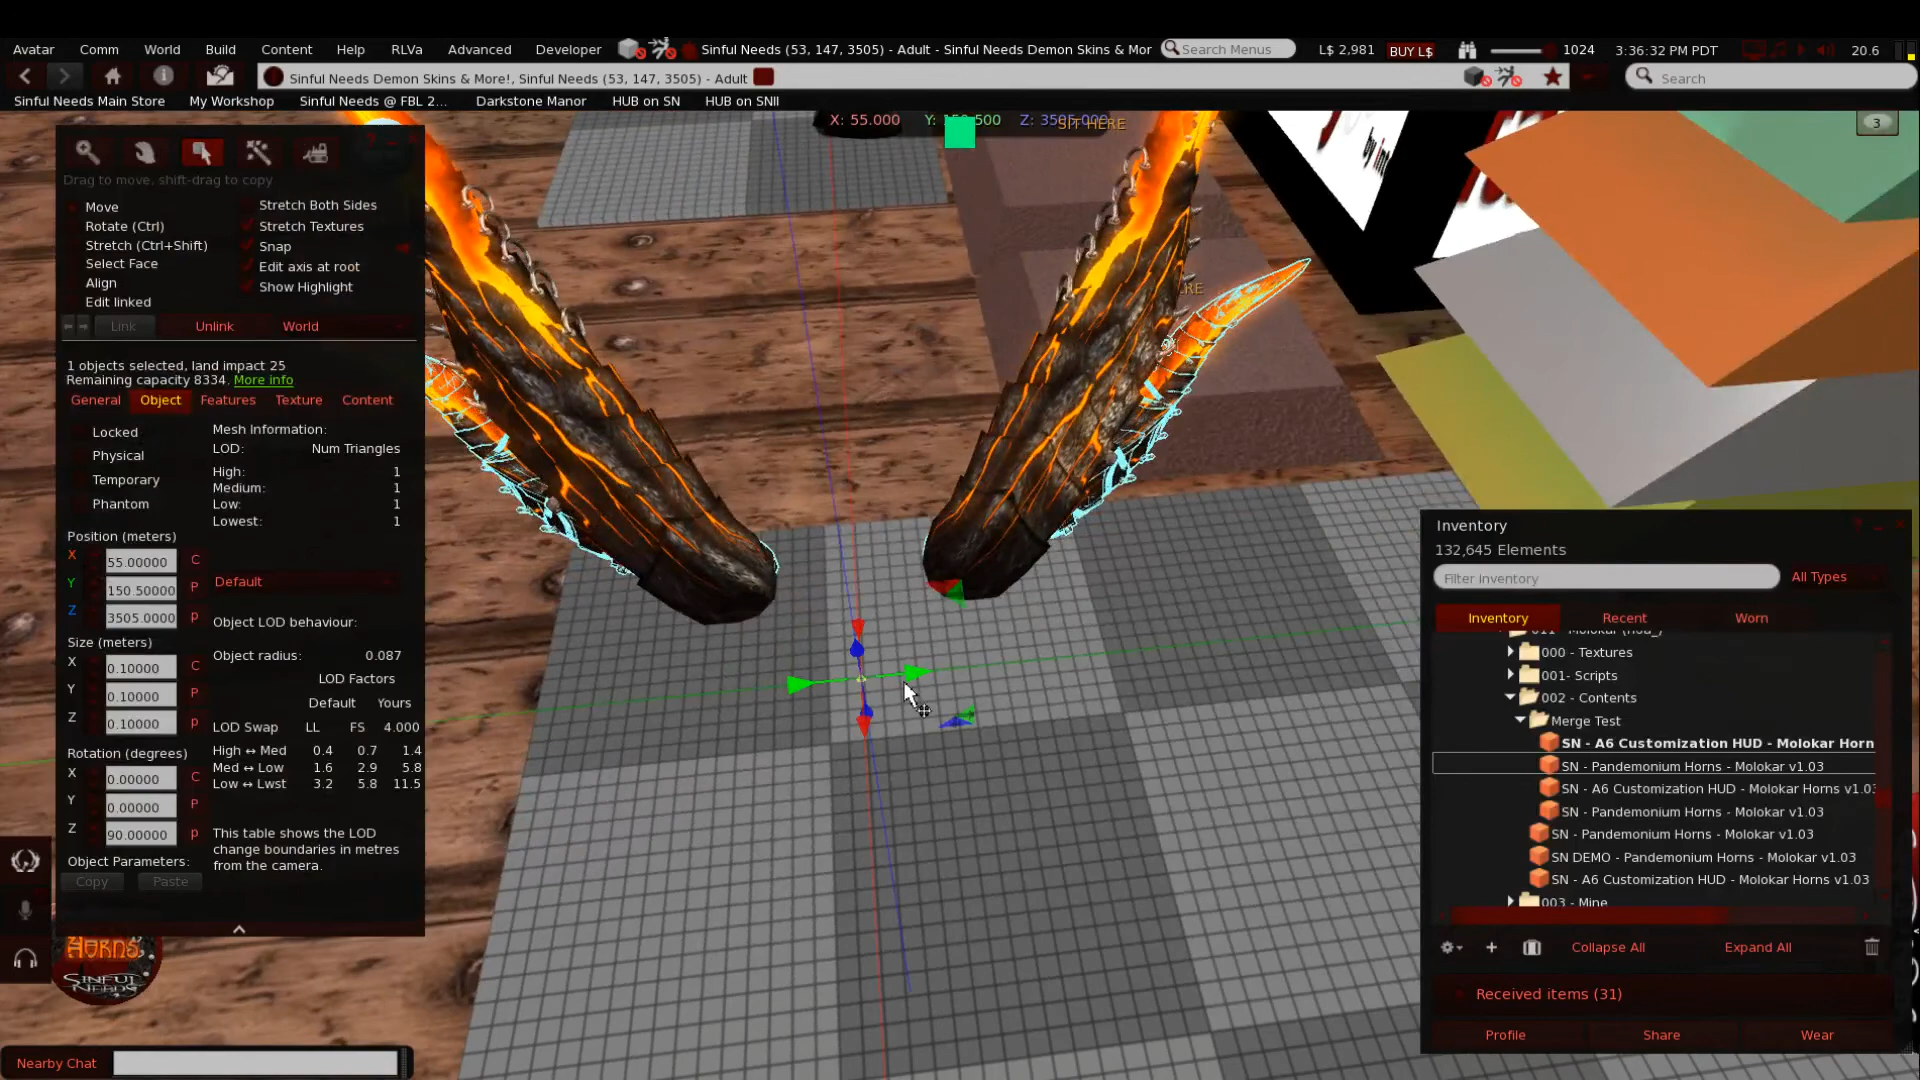 Avatar Comm World Build Content Help RLVa Advanced Developer Sinful Needs (53, 147, 3505) - Adult - Sinful Needs Demon Skins & Mor Search Menus L$ 2,981 BUY L$ 1024 3:36:32 PM PDT 20.6
Sinful Needs Demon Skins & More!, Sinful Needs (53, 147, 3505) - Adult Search
Sinful Needs Main Store My Workshop Sinful Needs @ FBL 2... Darkstone Manor HUB on SN HUB on SNII
X: 55.000 Z:
SIT HERE
3
Drag to move, shift-drag to copy
Move
Rotate (Ctrl)
Stretch (Ctrl+Shift)
Select Face
Align
Edit linked
Stretch Both Sides
Stretch Textures
Snap
Edit axis at root
Show Highlight
Link Unlink World
1 objects selected, land impact 25
Remaining capacity 8334. More info
General Object Features Texture Content
Locked
Physical
Temporary
Phantom
Mesh Information:
LOD: Num Triangles
High: 1
Medium: 1
Low: 1
Lowest: 1
Position (meters)
X 55.00000 C
Y 150.50000 P
Z 3505.0000 p
Size (meters)
X 0.10000 C
Y 0.10000 P
Z 0.10000 p
Rotation (degrees)
X 0.00000 C
Y 0.00000 P
Z 90.00000 p
Object Parameters:
Copy Paste
Default
Object LOD behaviour:
Object radius: 0.087
LOD Factors
Default Yours
LOD Swap LL FS 4.000
High ↔ Med 0.4 0.7 1.4
Med ↔ Low 1.6 2.9 5.8
Low ↔ Lwst 3.2 5.8 11.5
This table shows the LOD
change boundaries in metres
from the camera.
HORNS
SINFUL
NEEDS
Nearby Chat
Inventory
132,645 Elements
Filter Inventory All Types
Inventory Recent Worn
000 - Textures
001- Scripts
002 - Contents
Merge Test
SN - A6 Customization HUD - Molokar Horn
SN - Pandemonium Horns - Molokar v1.03
SN - A6 Customization HUD - Molokar Horns v1.03
SN - Pandemonium Horns - Molokar v1.03
SN - Pandemonium Horns - Molokar v1.03
SN DEMO - Pandemonium Horns - Molokar v1.03
SN - A6 Customization HUD - Molokar Horns v1.03
003 - Mine
Collapse All Expand All
Received items (31)
Profile Share Wear